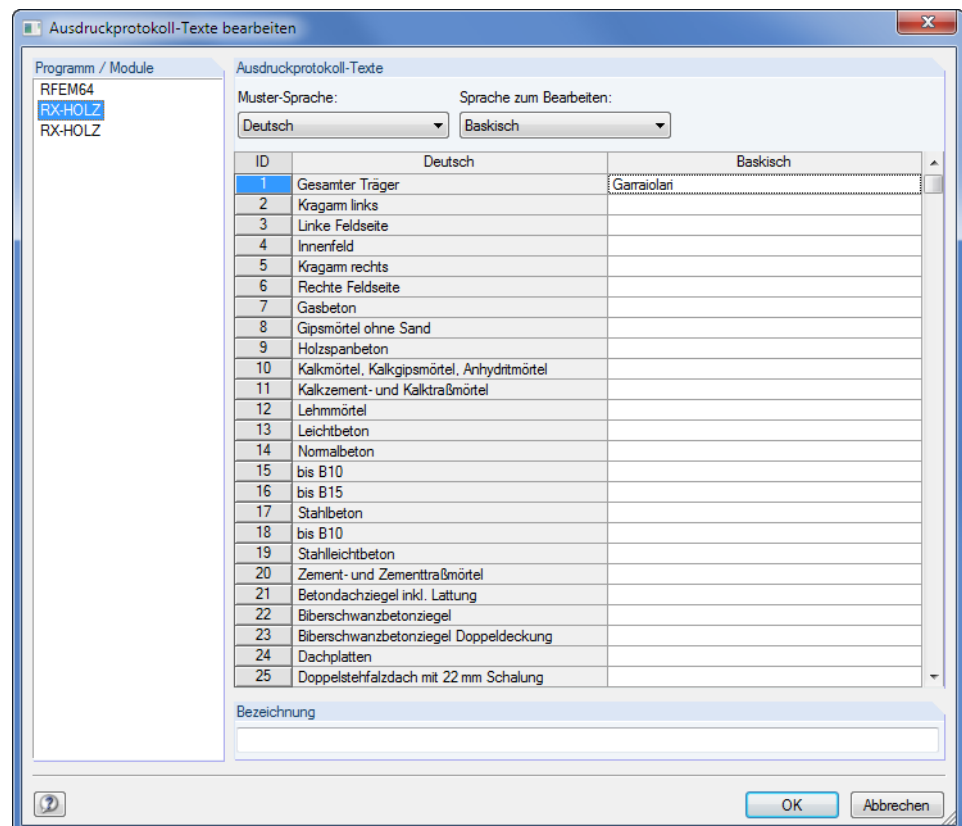 Ausdruckprotokoll-Texte bearbeiten
Programm / Module
RFEM64
RX-HOLZ
RX-HOLZ
Ausdruckprotokoll-Texte
Muster-Sprache: Sprache zum Bearbeiten:
Deutsch Baskisch
ID Deutsch Baskisch
1 Gesamter Träger Garraiolari
2 Kragarm links
3 Linke Feldseite
4 Innenfeld
5 Kragarm rechts
6 Rechte Feldseite
7 Gasbeton
8 Gipsmörtel ohne Sand
9 Holzspanbeton
10 Kalkmörtel, Kalkgipsmörtel, Anhydritmörtel
11 Kalkzement- und Kalktraßmörtel
12 Lehmmörtel
13 Leichtbeton
14 Normalbeton
15 bis B10
16 bis B15
17 Stahlbeton
18 bis B10
19 Stahlleichtbeton
20 Zement- und Zementtraßmörtel
21 Betondachziegel inkl. Lattung
22 Biberschwanzbetonziegel
23 Biberschwanzbetonziegel Doppeldeckung
24 Dachplatten
25 Doppelstehfalzdach mit 22 mm Schalung
Bezeichnung
OK Abbrechen